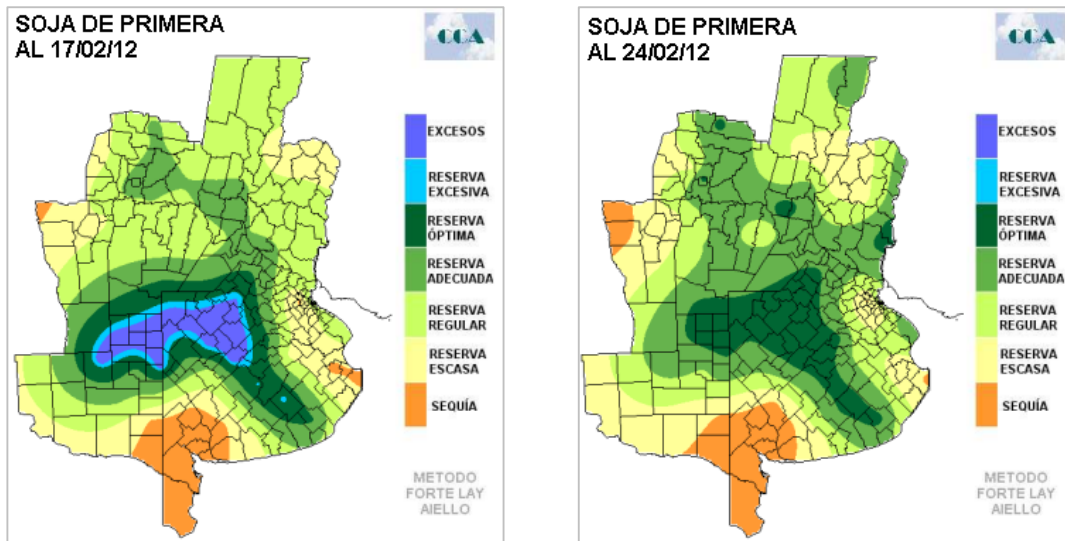 SOJA DE PRIMERA
AL 17/02/12
CCA
EXCESOS
RESERVA
EXCESIVA
RESERVA
ÓPTIMA
RESERVA
ADECUADA
RESERVA
REGULAR
RESERVA
ESCASA
SEQUÍA
METODO
FORTE LAY
AIELLO
SOJA DE PRIMERA
AL 24/02/12
CCA
EXCESOS
RESERVA
EXCESIVA
RESERVA
ÓPTIMA
RESERVA
ADECUADA
RESERVA
REGULAR
RESERVA
ESCASA
SEQUÍA
METODO
FORTE LAY
AIELLO